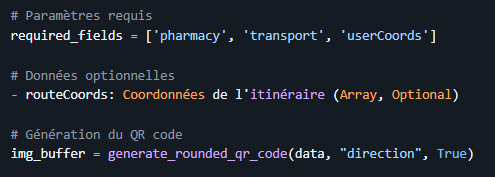 # Paramètres requis
required_fields = ['pharmacy', 'transport', 'userCoords']
# Données optionnelles
- routeCoords: Coordonnées de l'itinéraire (Array, Optional)
# Génération du QR code
img_buffer = generate_rounded_qr_code(data, "direction", True)